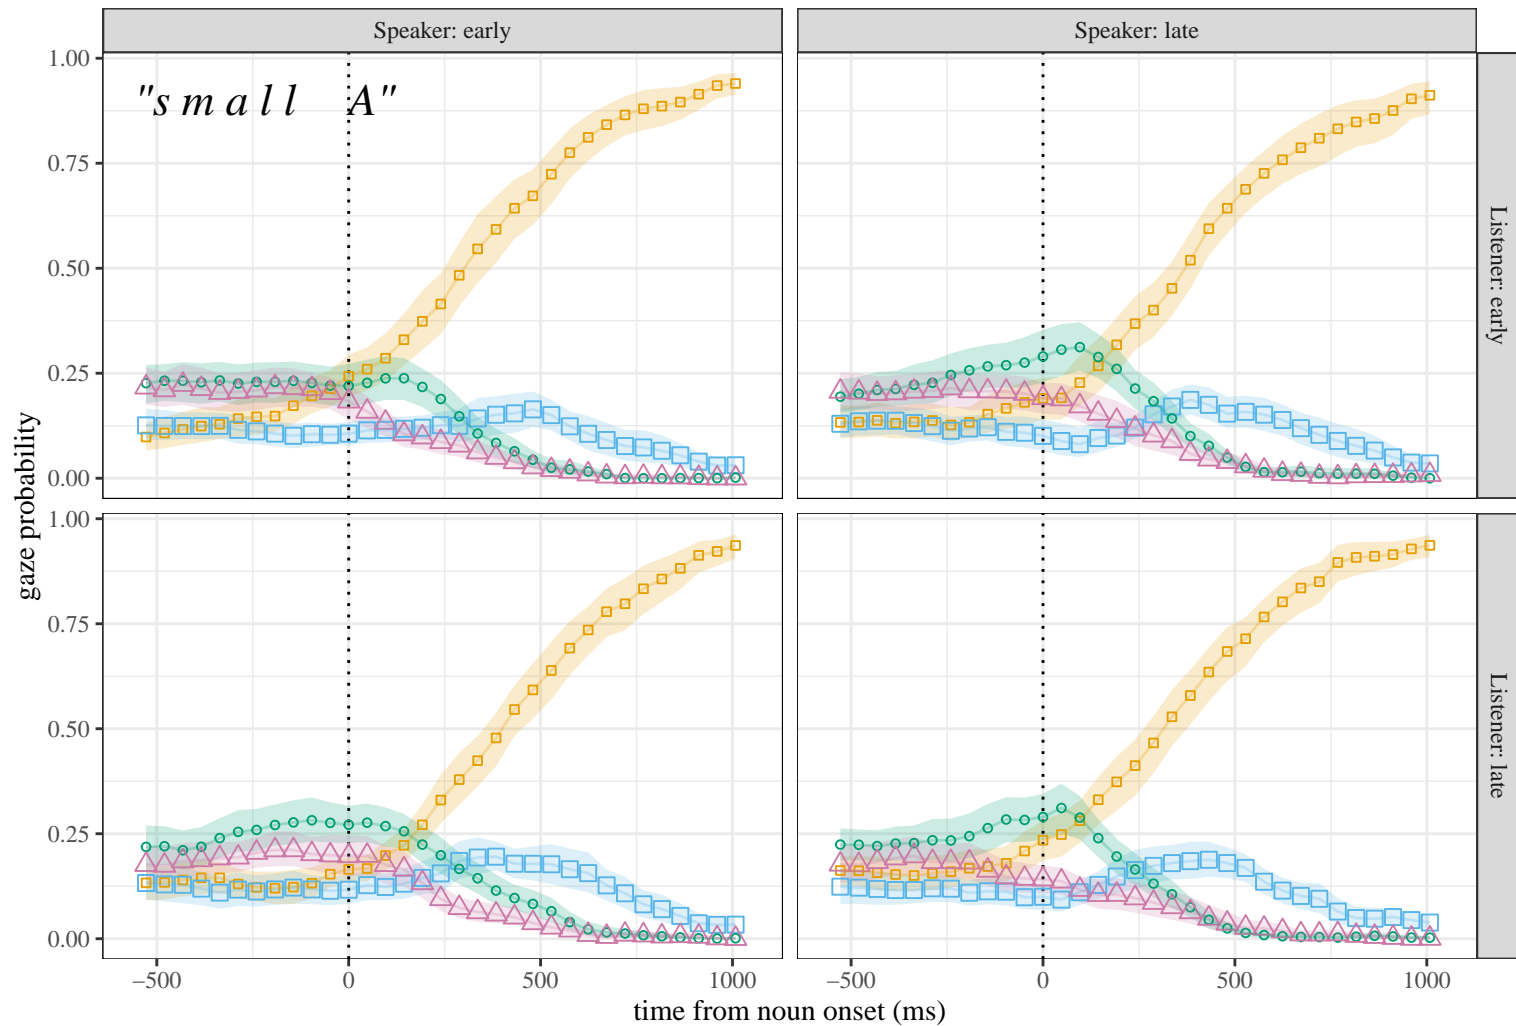 Speaker: early
Speaker: late
"s m a l l A"
1.00
0.75
0.50
0.25
0.00
Listener: early
1.00
0.75
0.50
0.25
0.00
Listener: late
gaze probability
−500
0
500
1000
−500
0
500
1000
time from noun onset (ms)